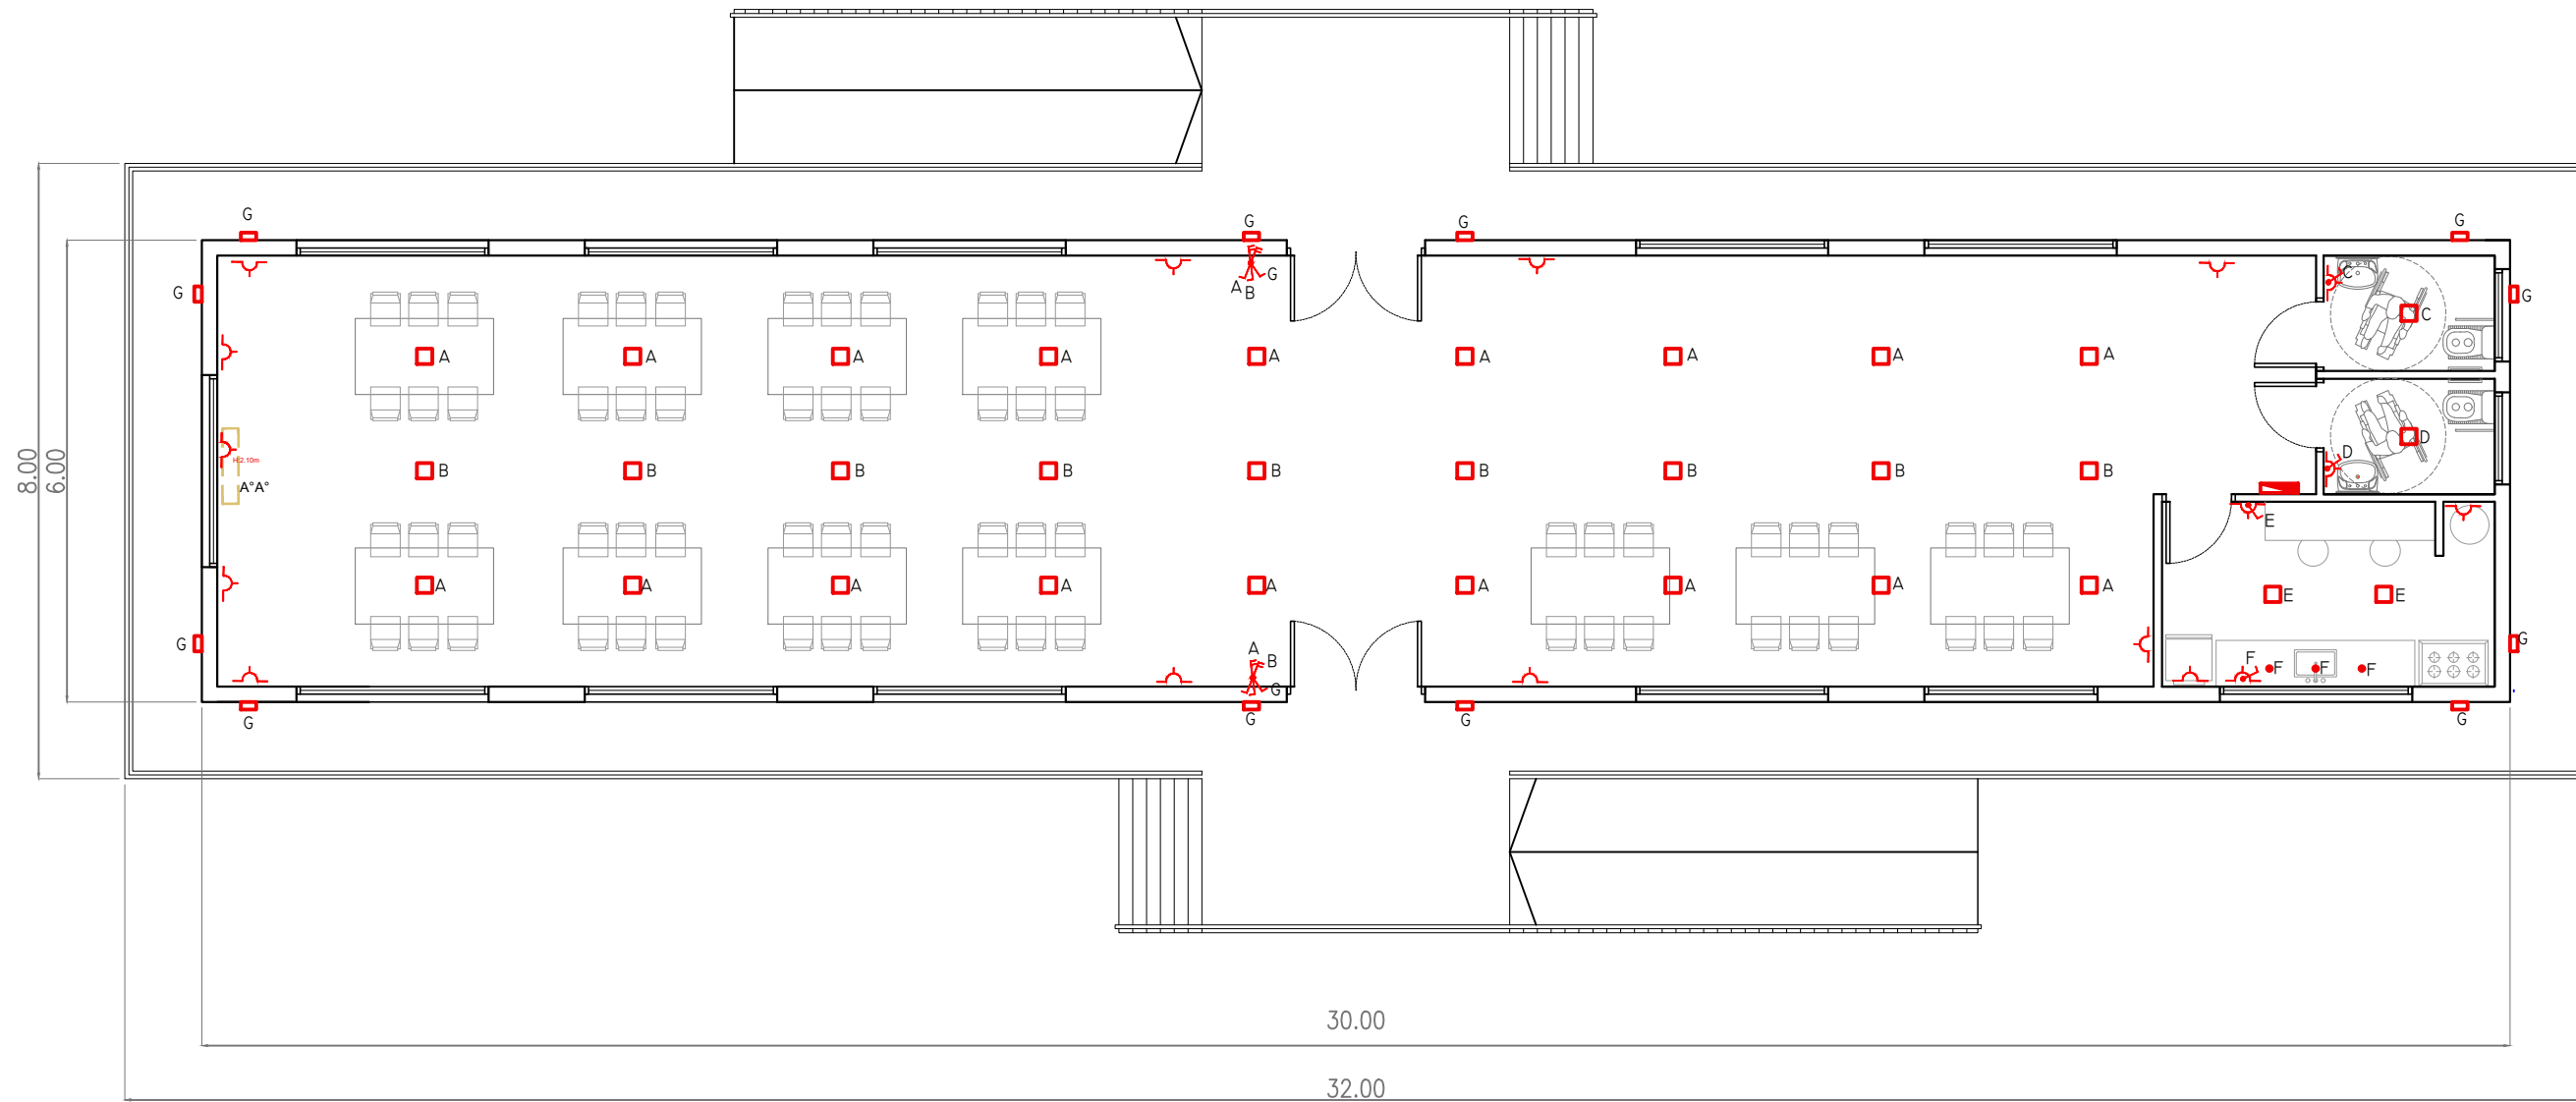 G G G G
G G
C
G
A B
C
A A A A A A A A A
D
D
8.00
6.00
H:2.10m
A°A°
B B B B B B B B B
E
A A A A A A A A A
E E
G G
A
B
G
F
F F F
G G G G
30.00
32.00